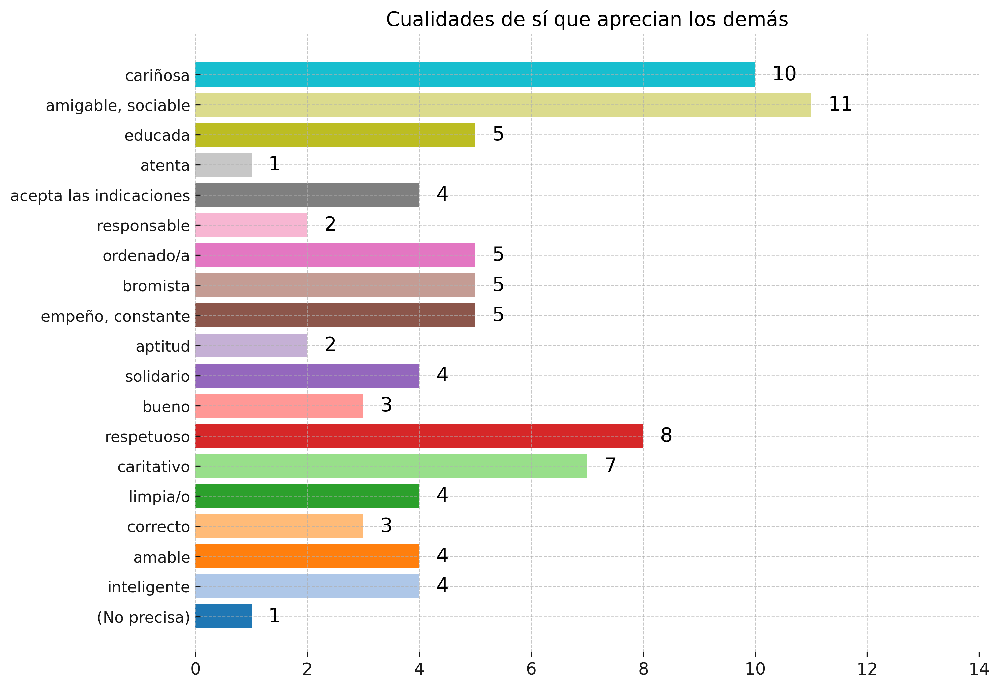 Cualidades de sí que aprecian los demás
cariñosa 10
amigable, sociable 11
educada 5
atenta 1
acepta las indicaciones 4
responsable 2
ordenado/a 5
bromista 5
empeño, constante 5
aptitud 2
solidario 4
bueno 3
respetuoso 8
caritativo 7
limpia/o 4
correcto 3
amable 4
inteligente 4
(No precisa) 1
0 2 4 6 8 10 12 14